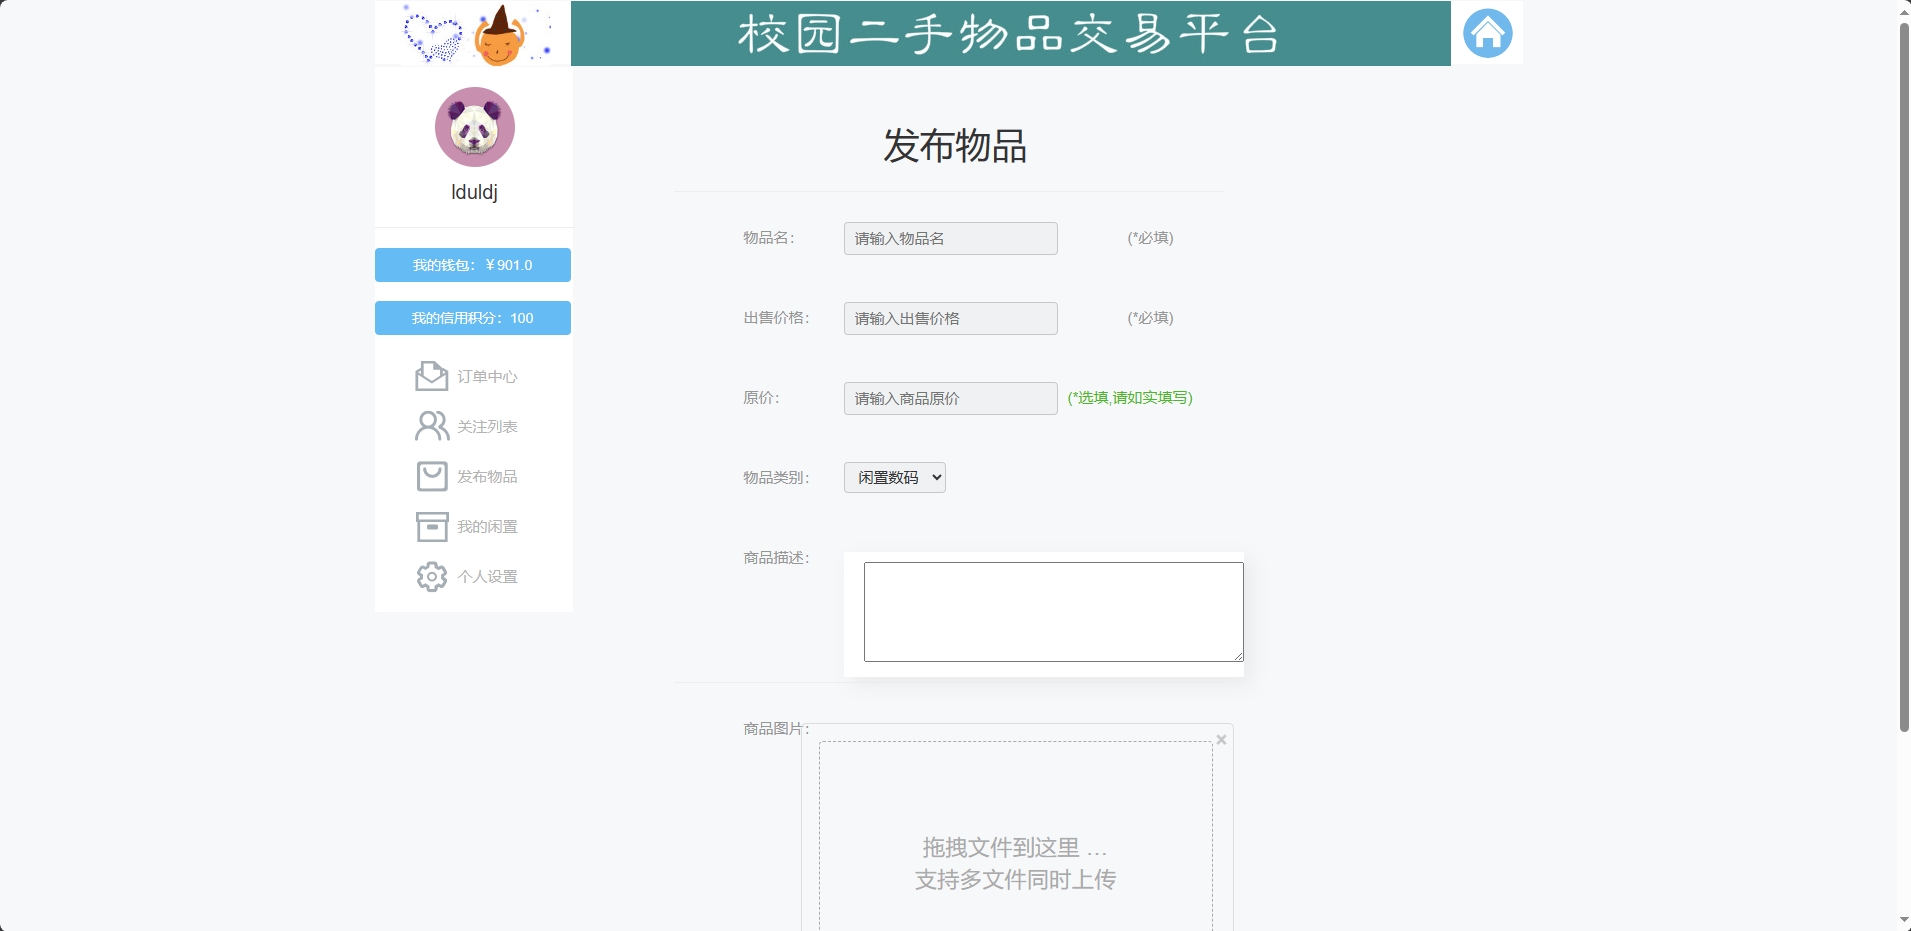 校园二手物品交易平台
lduldj
我的钱包：￥901.0
我的信用积分：100
订单中心
关注列表
发布物品
我的闲置
个人设置
发布物品
物品名：
请输入物品名
(*必填)
出售价格：
请输入出售价格
(*必填)
原价：
请输入商品原价
(*选填,请如实填写)
物品类别：
闲置数码
商品描述：
商品图片：
拖拽文件到这里 …
支持多文件同时上传